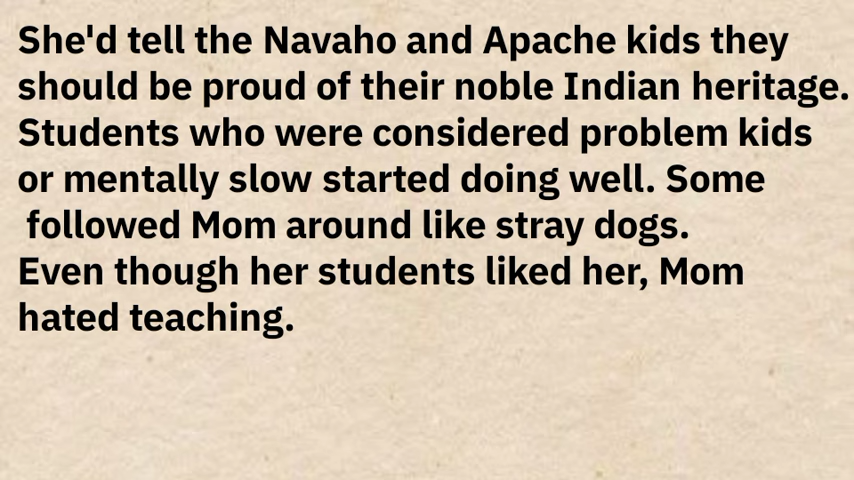 She'd tell the Navaho and Apache kids they
should be proud of their noble Indian heritage.
Students who were considered problem kids
or mentally slow started doing well. Some
followed Mom around like stray dogs.
Even though her students liked her, Mom
hated teaching.